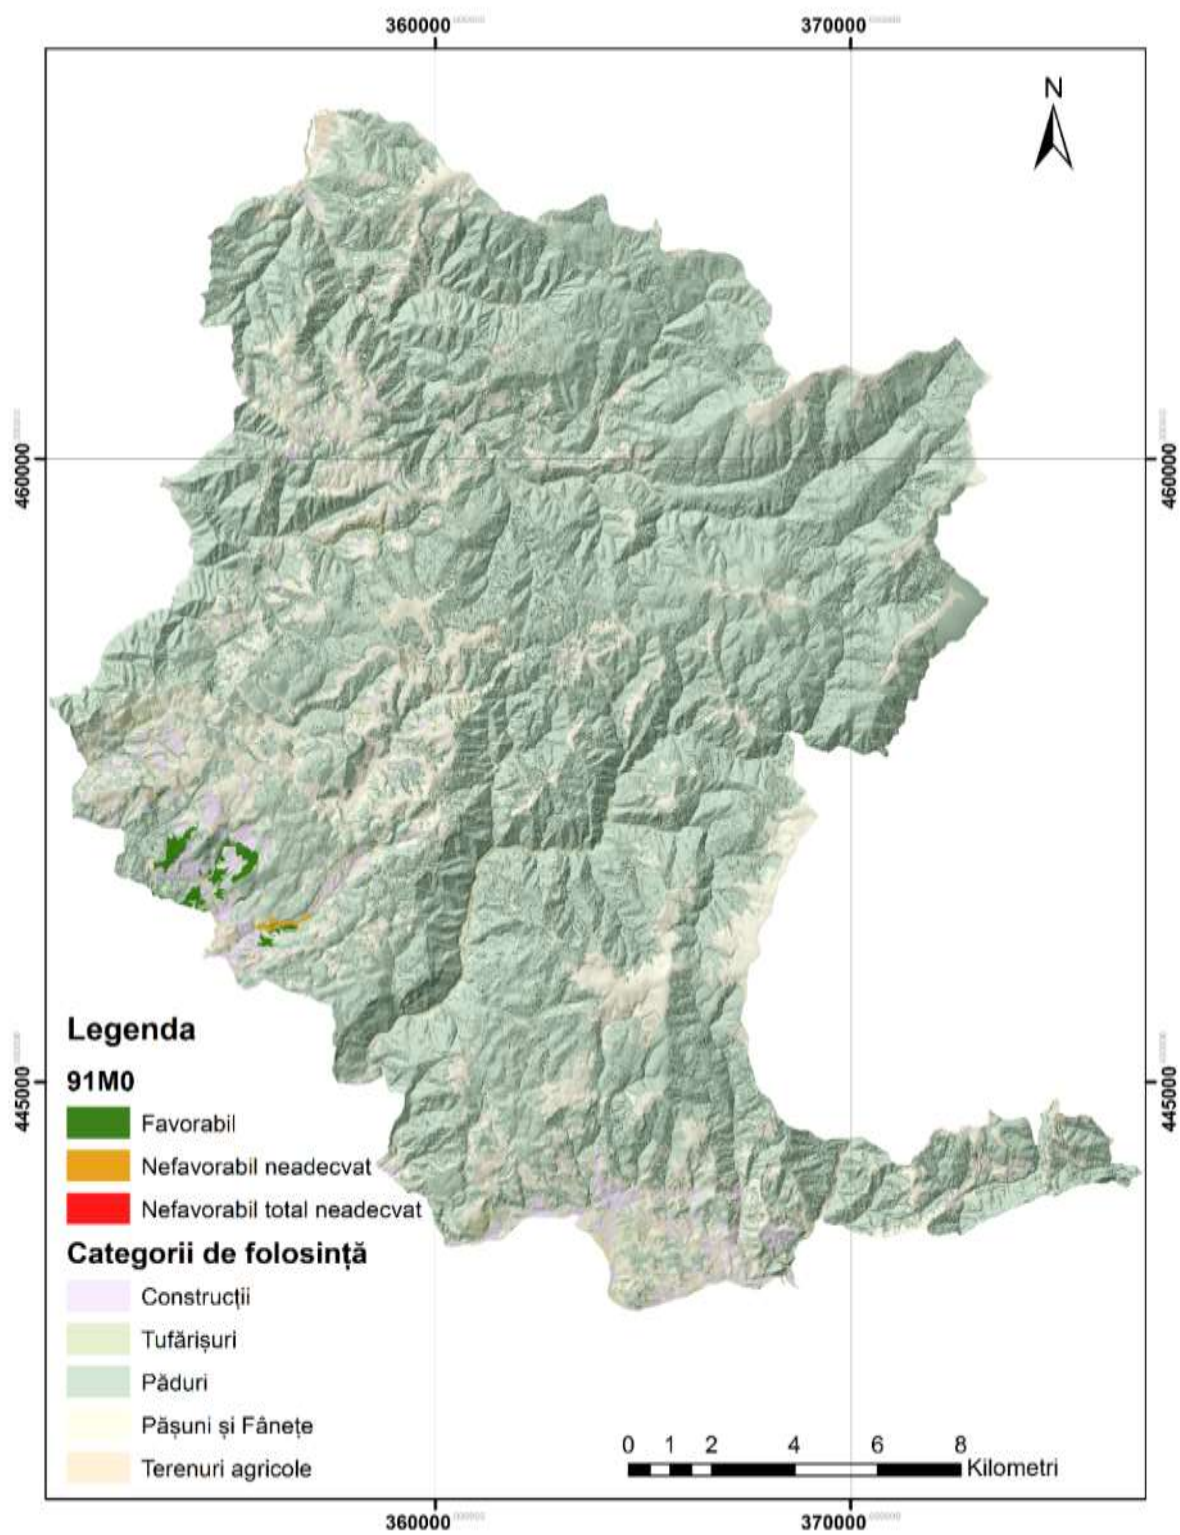 360000 370000
N
460000 460000
445000 445000
Legenda
91M0
Favorabil
Nefavorabil neadecvat
Nefavorabil total neadecvat
Categorii de folosință
Construcții
Tufărișuri
Păduri
Pășuni și Fânețe
Terenuri agricole
0 1 2 4 6 8
Kilometri
360000 370000